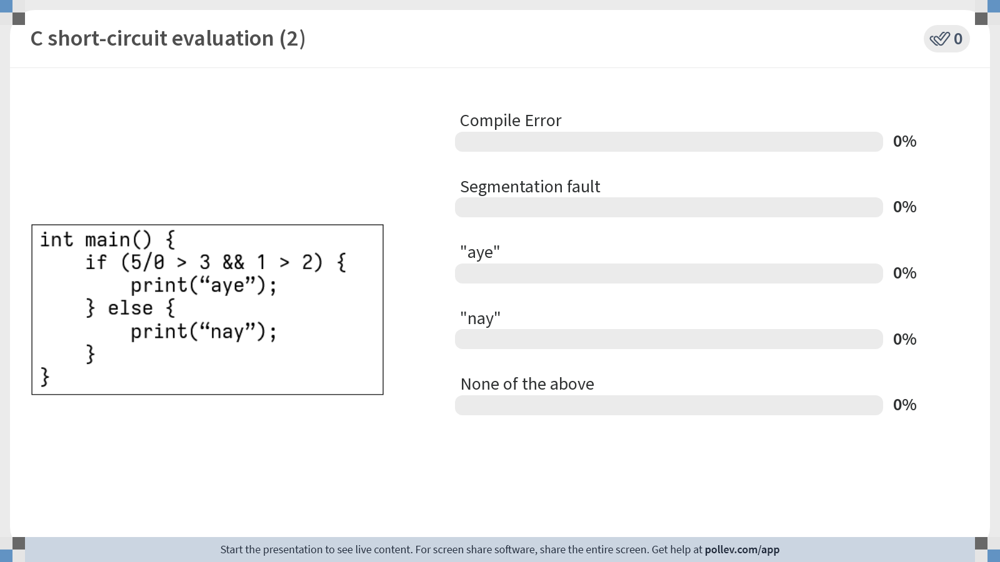 C short-circuit evaluation (2)
0
int main() {
    if (5/0 > 3 && 1 > 2) {
        print(“aye”);
    } else {
        print(“nay”);
    }
}
Compile Error
0%
Segmentation fault
0%
"aye"
0%
"nay"
0%
None of the above
0%
Start the presentation to see live content. For screen share software, share the entire screen. Get help at pollev.com/app